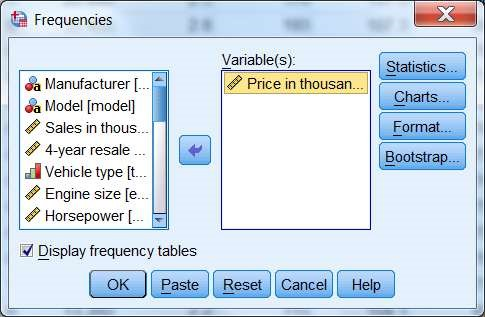 Frequencies
Variable(s):
Manufacturer [...
Model [model]
Sales in thous...
4-year resale ...
Vehicle type [t...
Engine size [e...
Horsepower [...
Price in thousan...
Statistics...
Charts...
Format...
Bootstrap...
Display frequency tables
OK Paste Reset Cancel Help